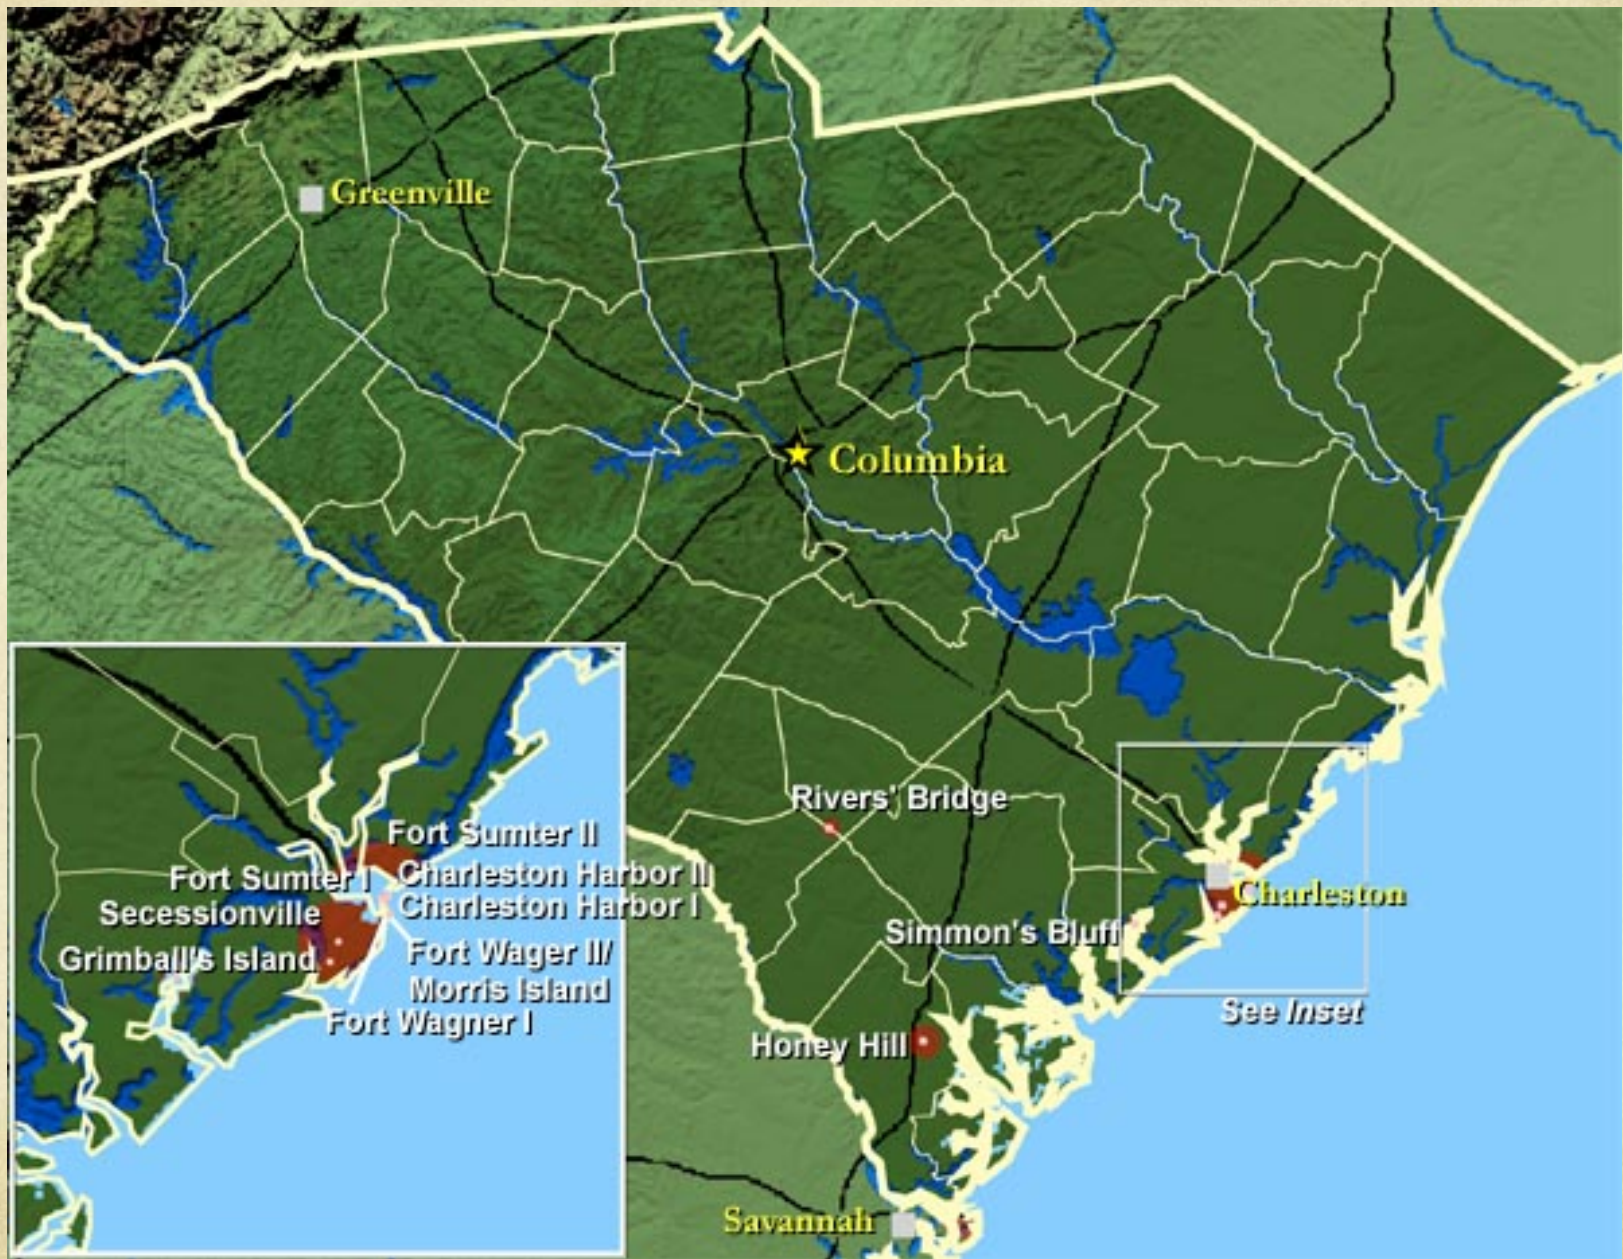 Greenville
Columbia
Rivers' Bridge
Charleston
Simmon's Bluff
See Inset
Honey Hill
Savannah
Fort Sumter II
Fort Sumter I
Charleston Harbor II
Charleston Harbor I
Secessionville
Grimball's Island
Fort Wager II/
Morris Island
Fort Wagner I